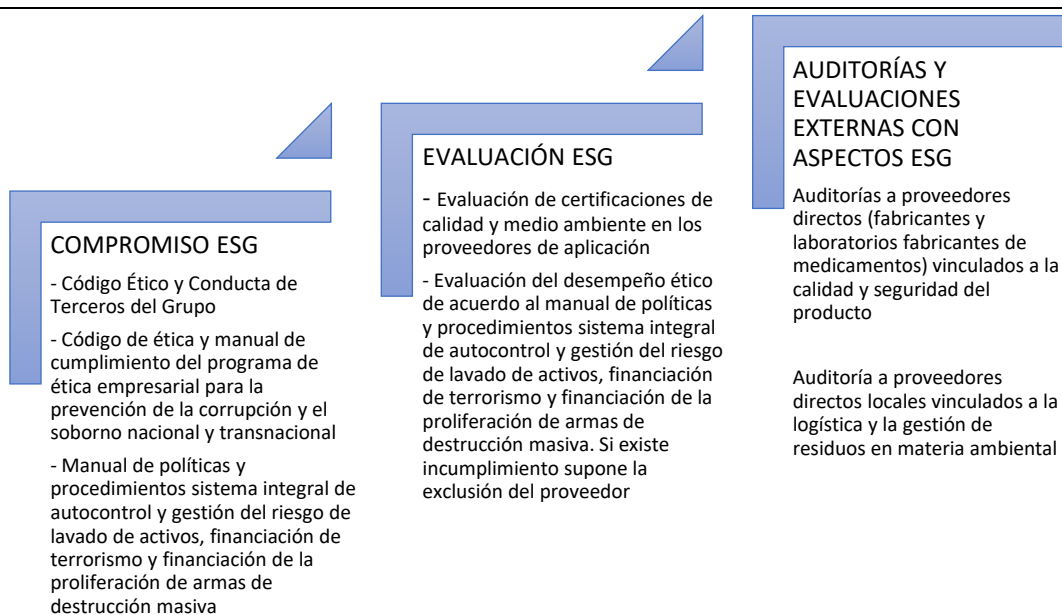 COMPROMISO ESG
- Código Ético y Conducta de
Terceros del Grupo
- Código de ética y manual de
cumplimiento del programa de
ética empresarial para la
prevención de la corrupción y el
soborno nacional y transnacional
- Manual de políticas y
procedimientos sistema integral de
autocontrol y gestión del riesgo de
lavado de activos, financiación de
terrorismo y financiación de la
proliferación de armas de
destrucción masiva
EVALUACIÓN ESG
- Evaluación de certificaciones de
calidad y medio ambiente en los
proveedores de aplicación
- Evaluación del desempeño ético
de acuerdo al manual de políticas
y procedimientos sistema integral
de autocontrol y gestión del riesgo
de lavado de activos, financiación
de terrorismo y financiación de la
proliferación de armas de
destrucción masiva. Si existe
incumplimiento supone la
exclusión del proveedor
AUDITORÍAS Y
EVALUACIONES
EXTERNAS CON
ASPECTOS ESG
Auditorías a proveedores
directos (fabricantes y
laboratorios fabricantes de
medicamentos) vinculados a la
calidad y seguridad del
producto
Auditoría a proveedores
directos locales vinculados a la
logística y la gestión de
residuos en materia ambiental